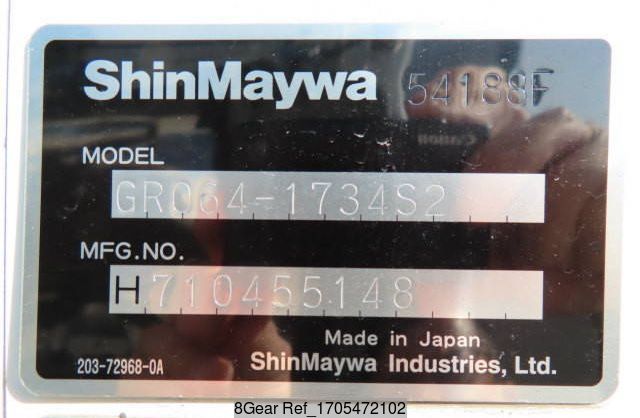 ShinMaywa 54188F
MODEL
GR064-1734S2
MFG.NO.
H710455148
Made in Japan
203-72968-0A ShinMaywa Industries, Ltd.
8Gear Ref_1705472102